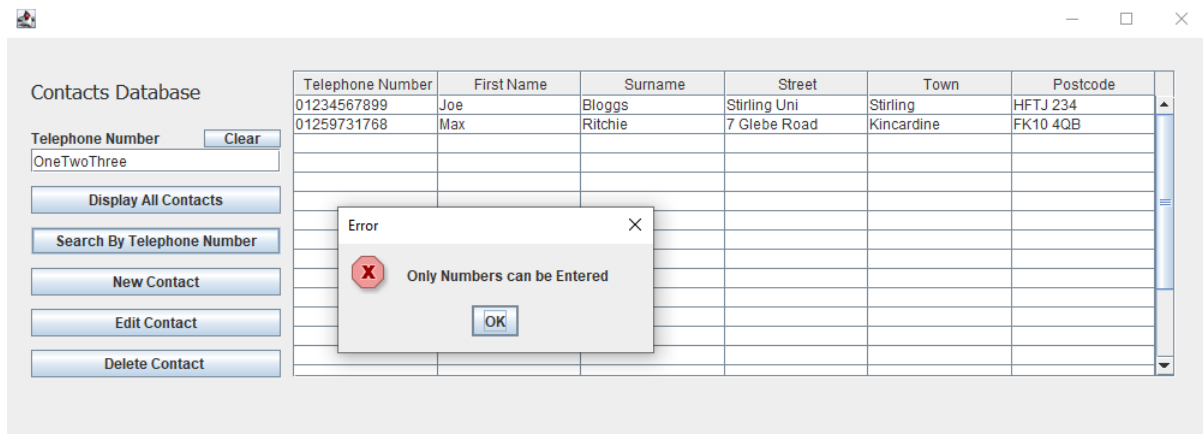 Contacts Database
Telephone Number Clear
OneTwoThree
Display All Contacts
Search By Telephone Number
New Contact
Edit Contact
Delete Contact
Telephone Number First Name Surname Street Town Postcode
01234567899 Joe Bloggs Stirling Uni Stirling HFTJ 234
01259731768 Max Ritchie 7 Glebe Road Kincardine FK10 4QB
Error
Only Numbers can be Entered
OK